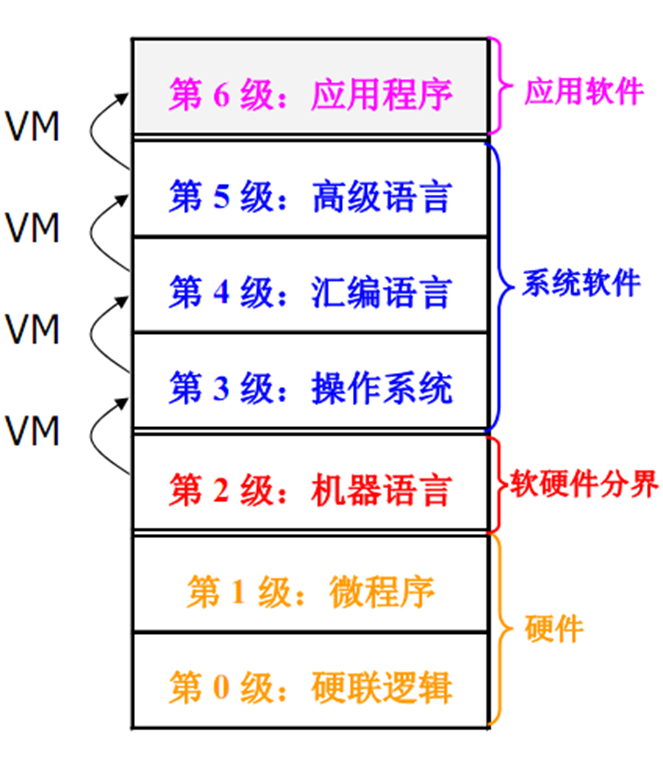 第 6 级：应用程序
应用软件
VM
第 5 级：高级语言
VM
第 4 级：汇编语言
系统软件
VM
第 3 级：操作系统
VM
第 2 级：机器语言
软硬件分界
第 1 级：微程序
硬件
第 0 级：硬联逻辑